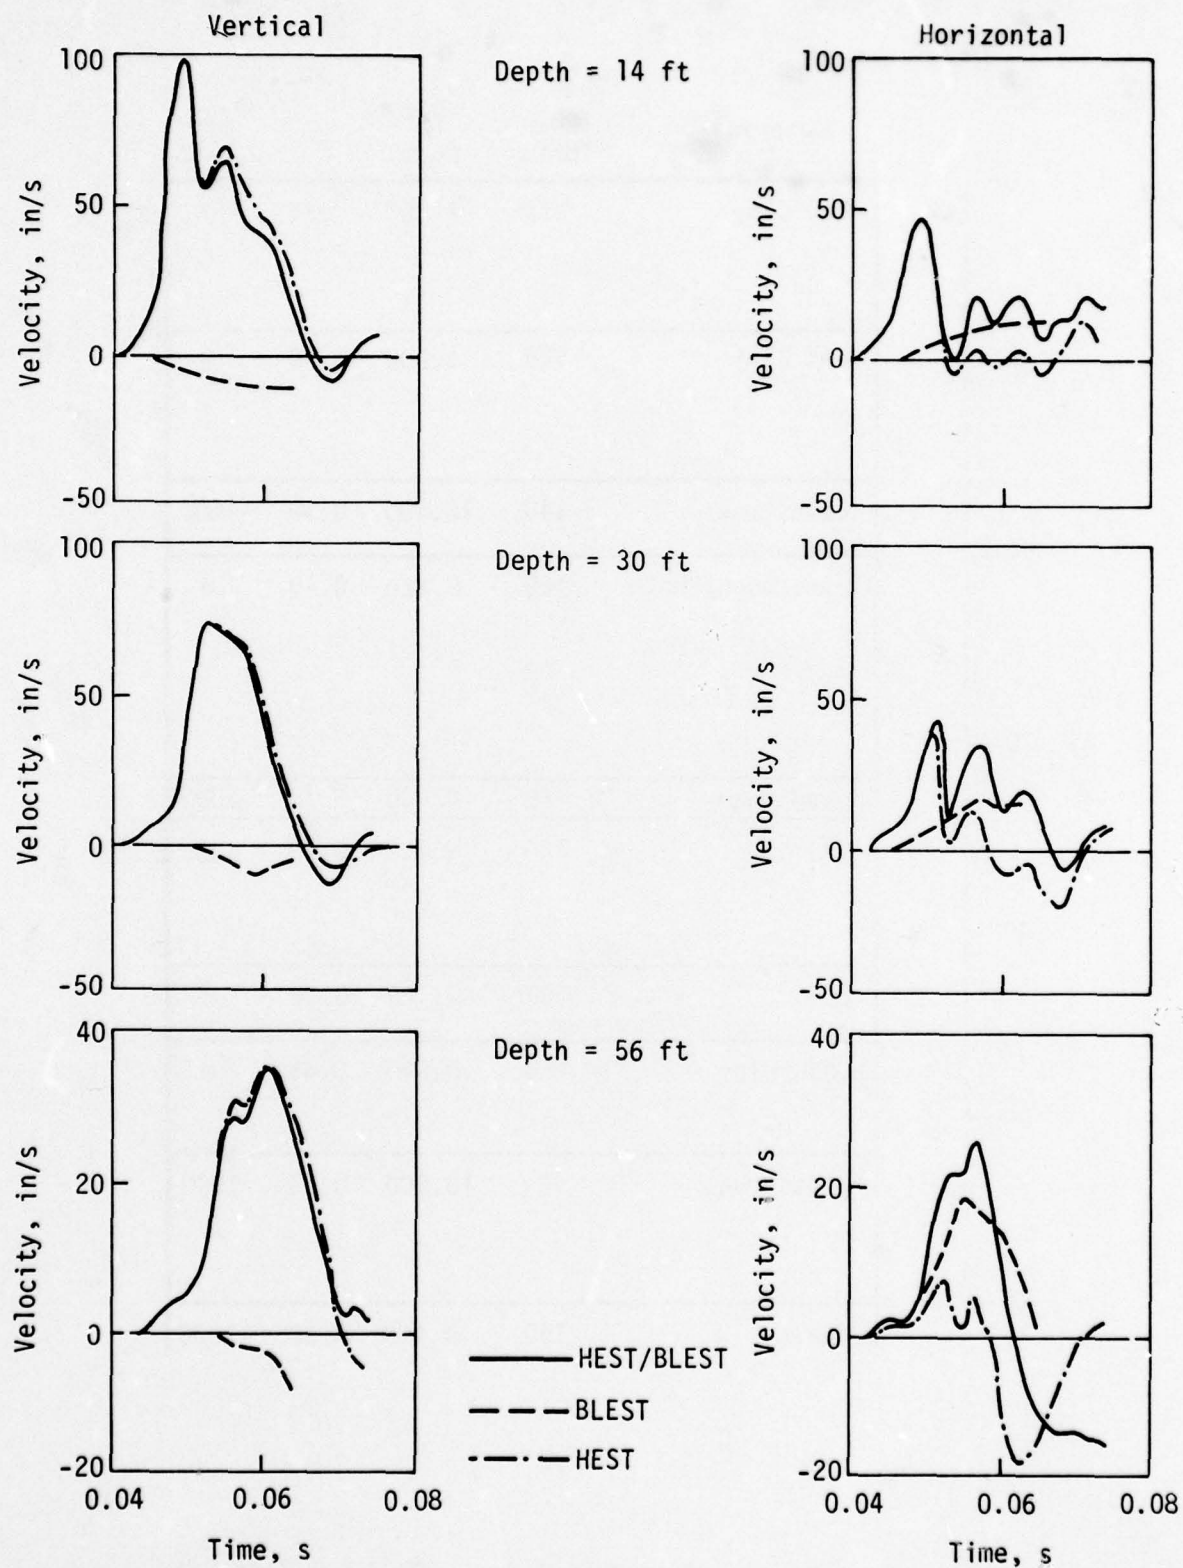 Vertical
Horizontal
Depth = 14 ft
100
50
0
-50
Velocity, in/s
100
50
0
-50
Velocity, in/s
Depth = 30 ft
100
50
0
-50
Velocity, in/s
100
50
0
-50
Velocity, in/s
Depth = 56 ft
40
20
0
-20
Velocity, in/s
0.04
0.06
0.08
Time, s
HEST/BLEST
BLEST
HEST
40
20
0
-20
Velocity, in/s
0.04
0.06
0.08
Time, s